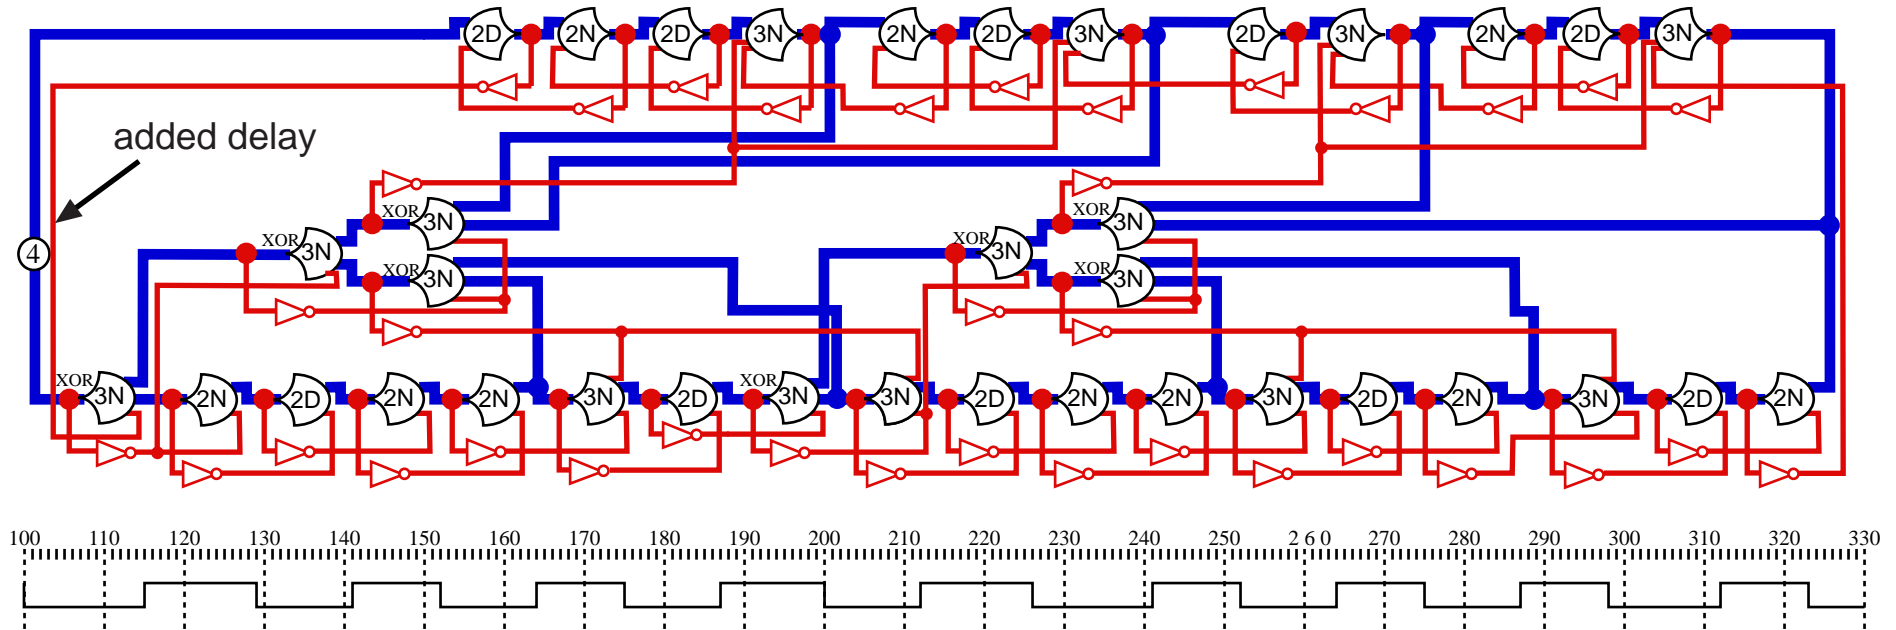 2D 2N 2D 3N 2N 2D 3N 2D 3N 2N 2D 3N
added delay
XOR 3N XOR 3N
XOR 3N XOR 3N
4
XOR 3N XOR 3N
XOR 3N 2N 2D 2N 2N 3N 2D XOR 3N 3N 2D 2N 2N 3N 2D 2N 3N 2D 2N
100 110 120 130 140 150 160 170 180 190 200 210 220 230 240 250 2 6 0 270 280 290 300 310 320 330